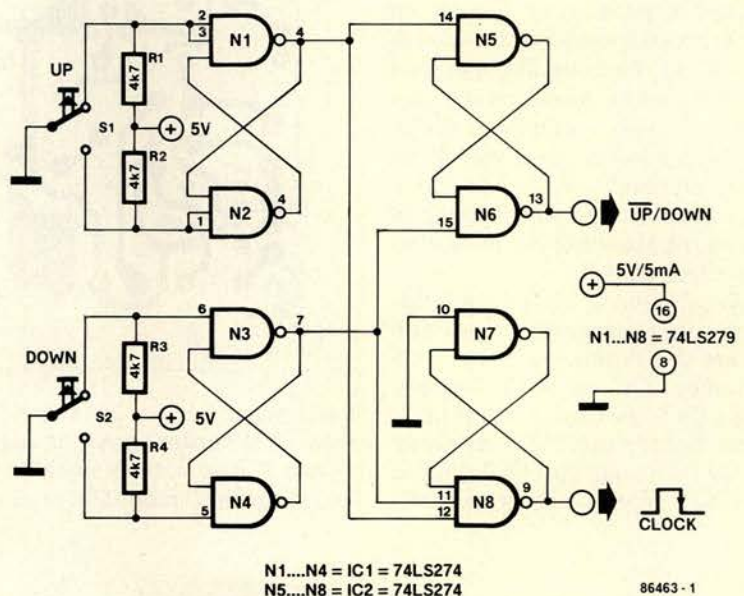 UP
S1
R1
4k7
R2
4k7
5V
2
3
N1
4
1
N2
4
14
N5
15
N6
13
UP/DOWN
DOWN
S2
R3
4k7
R4
4k7
5V
6
N3
7
5
N4
10
N7
11
12
N8
9
CLOCK
5V/5mA
16
N1...N8 = 74LS279
8
N1....N4 = IC1 = 74LS274
N5....N8 = IC2 = 74LS274
86463 - 1